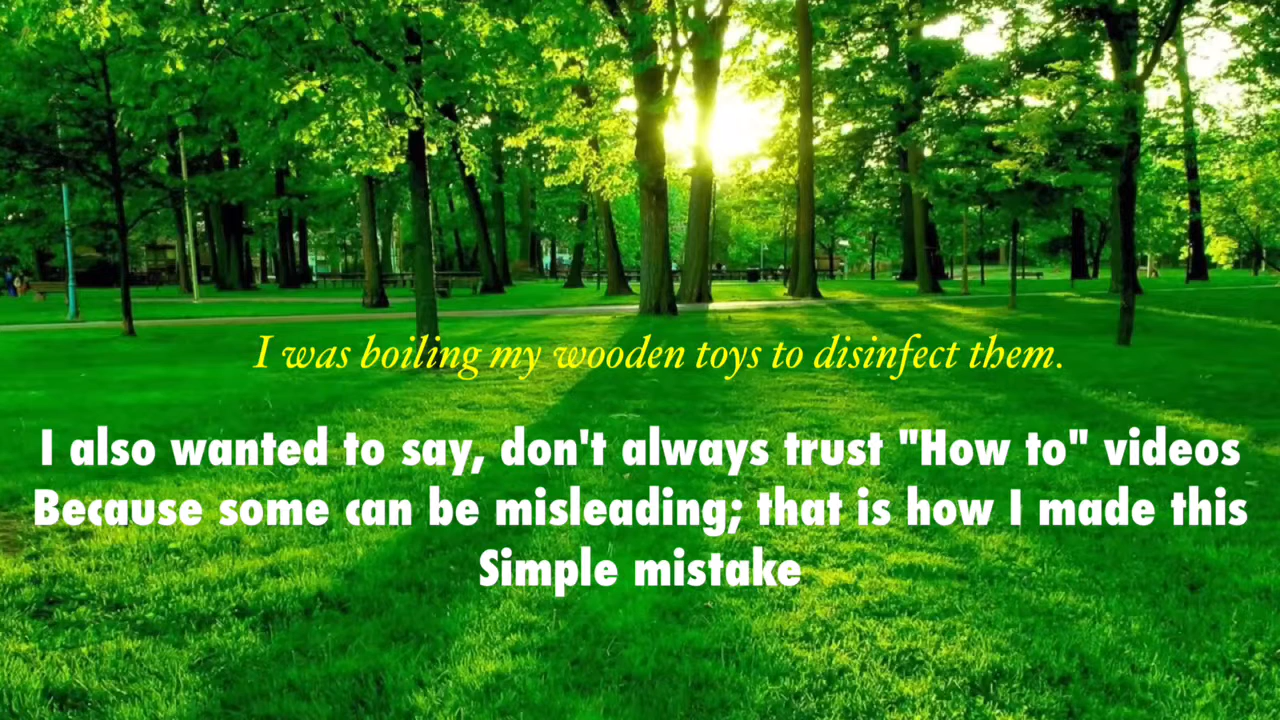 I was boiling my wooden toys to disinfect them.
I also wanted to say, don't always trust "How to" videos
Because some can be misleading; that is how I made this
Simple mistake